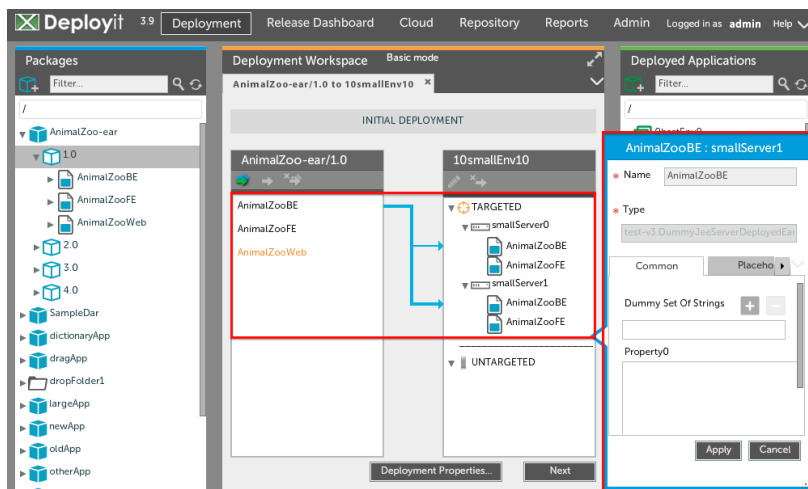 Deployit 3.9 Deployment Release Dashboard Cloud Repository Reports Admin Logged in as admin Help
Packages
Filter...
/
AnimalZoo-ear
1.0
AnimalZooBE
AnimalZooFE
AnimalZooWeb
2.0
3.0
4.0
SampleDar
dictionaryApp
dragApp
dropFolder1
largeApp
newApp
oldApp
otherApp
Deployment Workspace Basic mode
AnimalZoo-ear/1.0 to 10smallEnv10
INITIAL DEPLOYMENT
AnimalZoo-ear/1.0
AnimalZooBE
AnimalZooFE
AnimalZooWeb
10smallEnv10
TARGETED
smallServer0
AnimalZooBE
AnimalZooFE
smallServer1
AnimalZooBE
AnimalZooFE
UNTARGETED
Deployment Properties... Next
Deployed Applications
Filter...
/
AnimalZooBE : smallServer1
* Name AnimalZooBE
* Type
test-v3.DummyJeeServerDeployedEar
Common Placeho
Dummy Set Of Strings
Property0
Apply Cancel